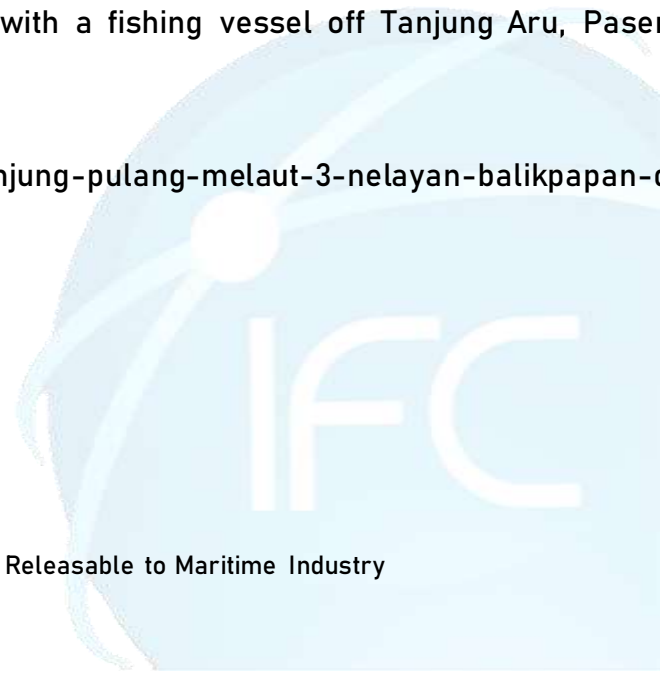 with a fishing vessel off Tanjung Aru, Paser
njung-pulang-melaut-3-nelayan-balikpapan-
IFC
Releasable to Maritime Industry